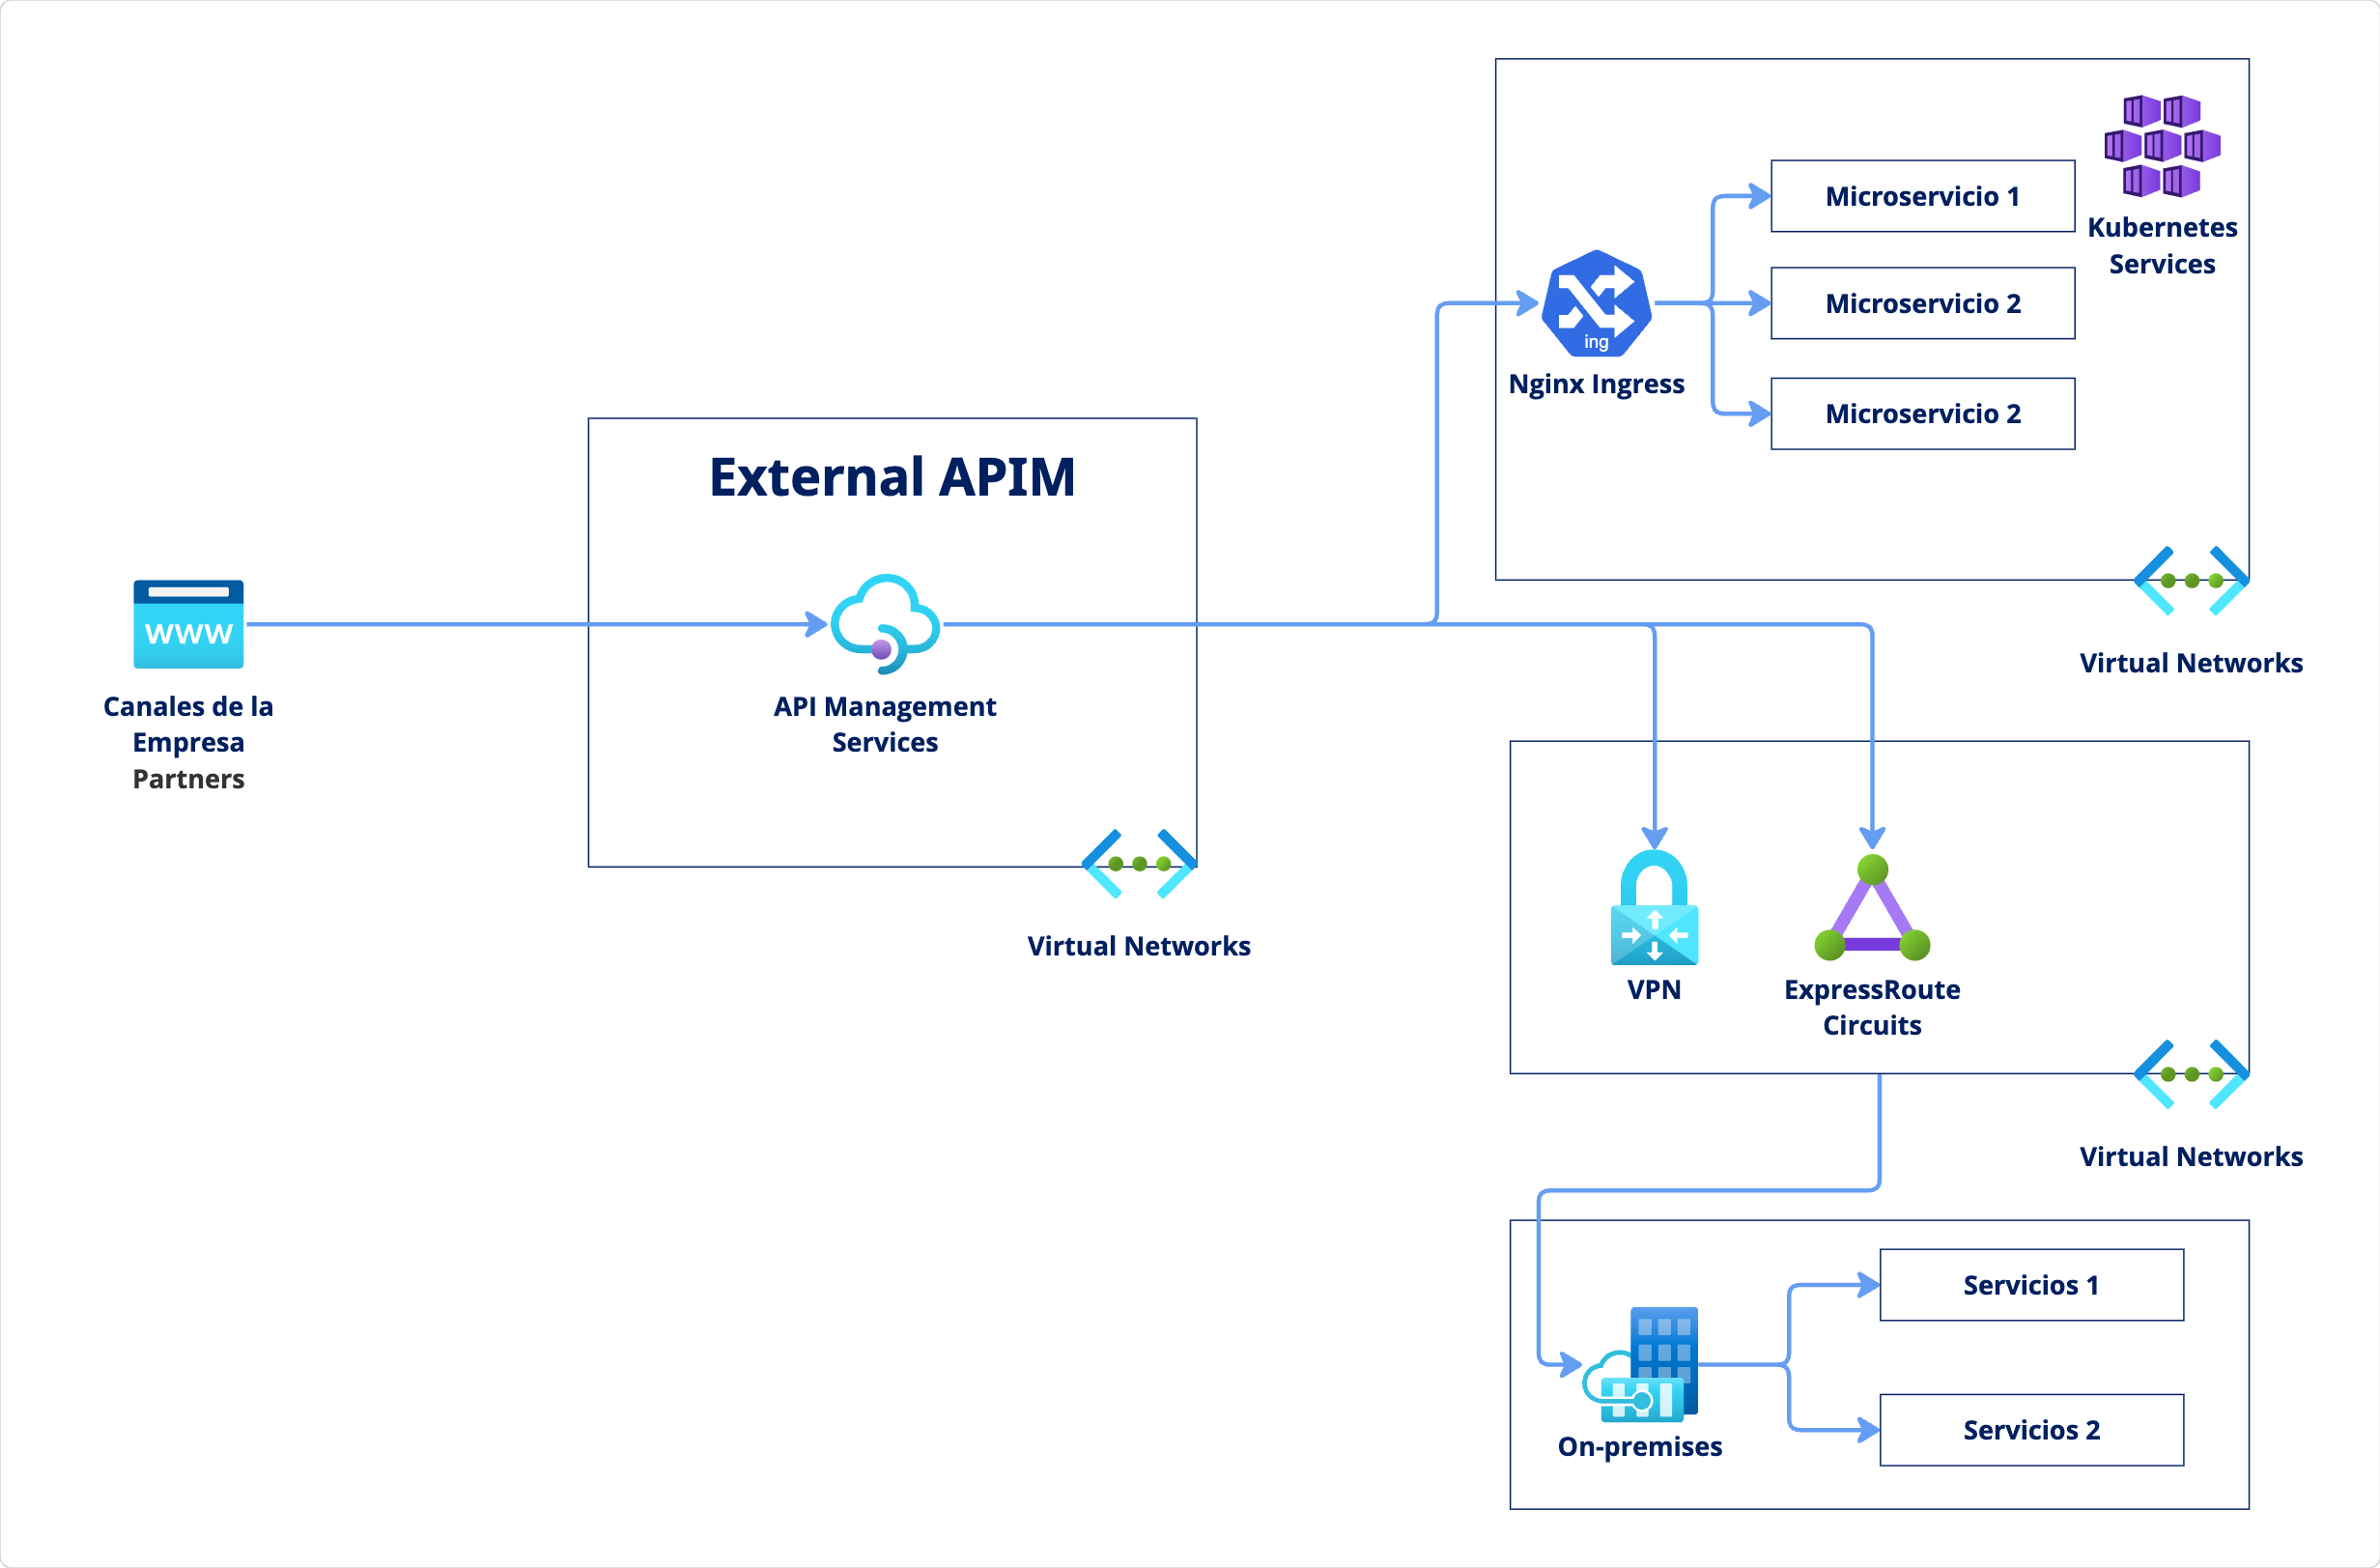 Kubernetes
Services
Microservicio 1
Microservicio 2
Microservicio 2
ing
Nginx Ingress
Virtual Networks
External APIM
API Management
Services
Virtual Networks
www
Canales de la
Empresa
Partners
VPN
ExpressRoute
Circuits
Virtual Networks
On-premises
Servicios 1
Servicios 2